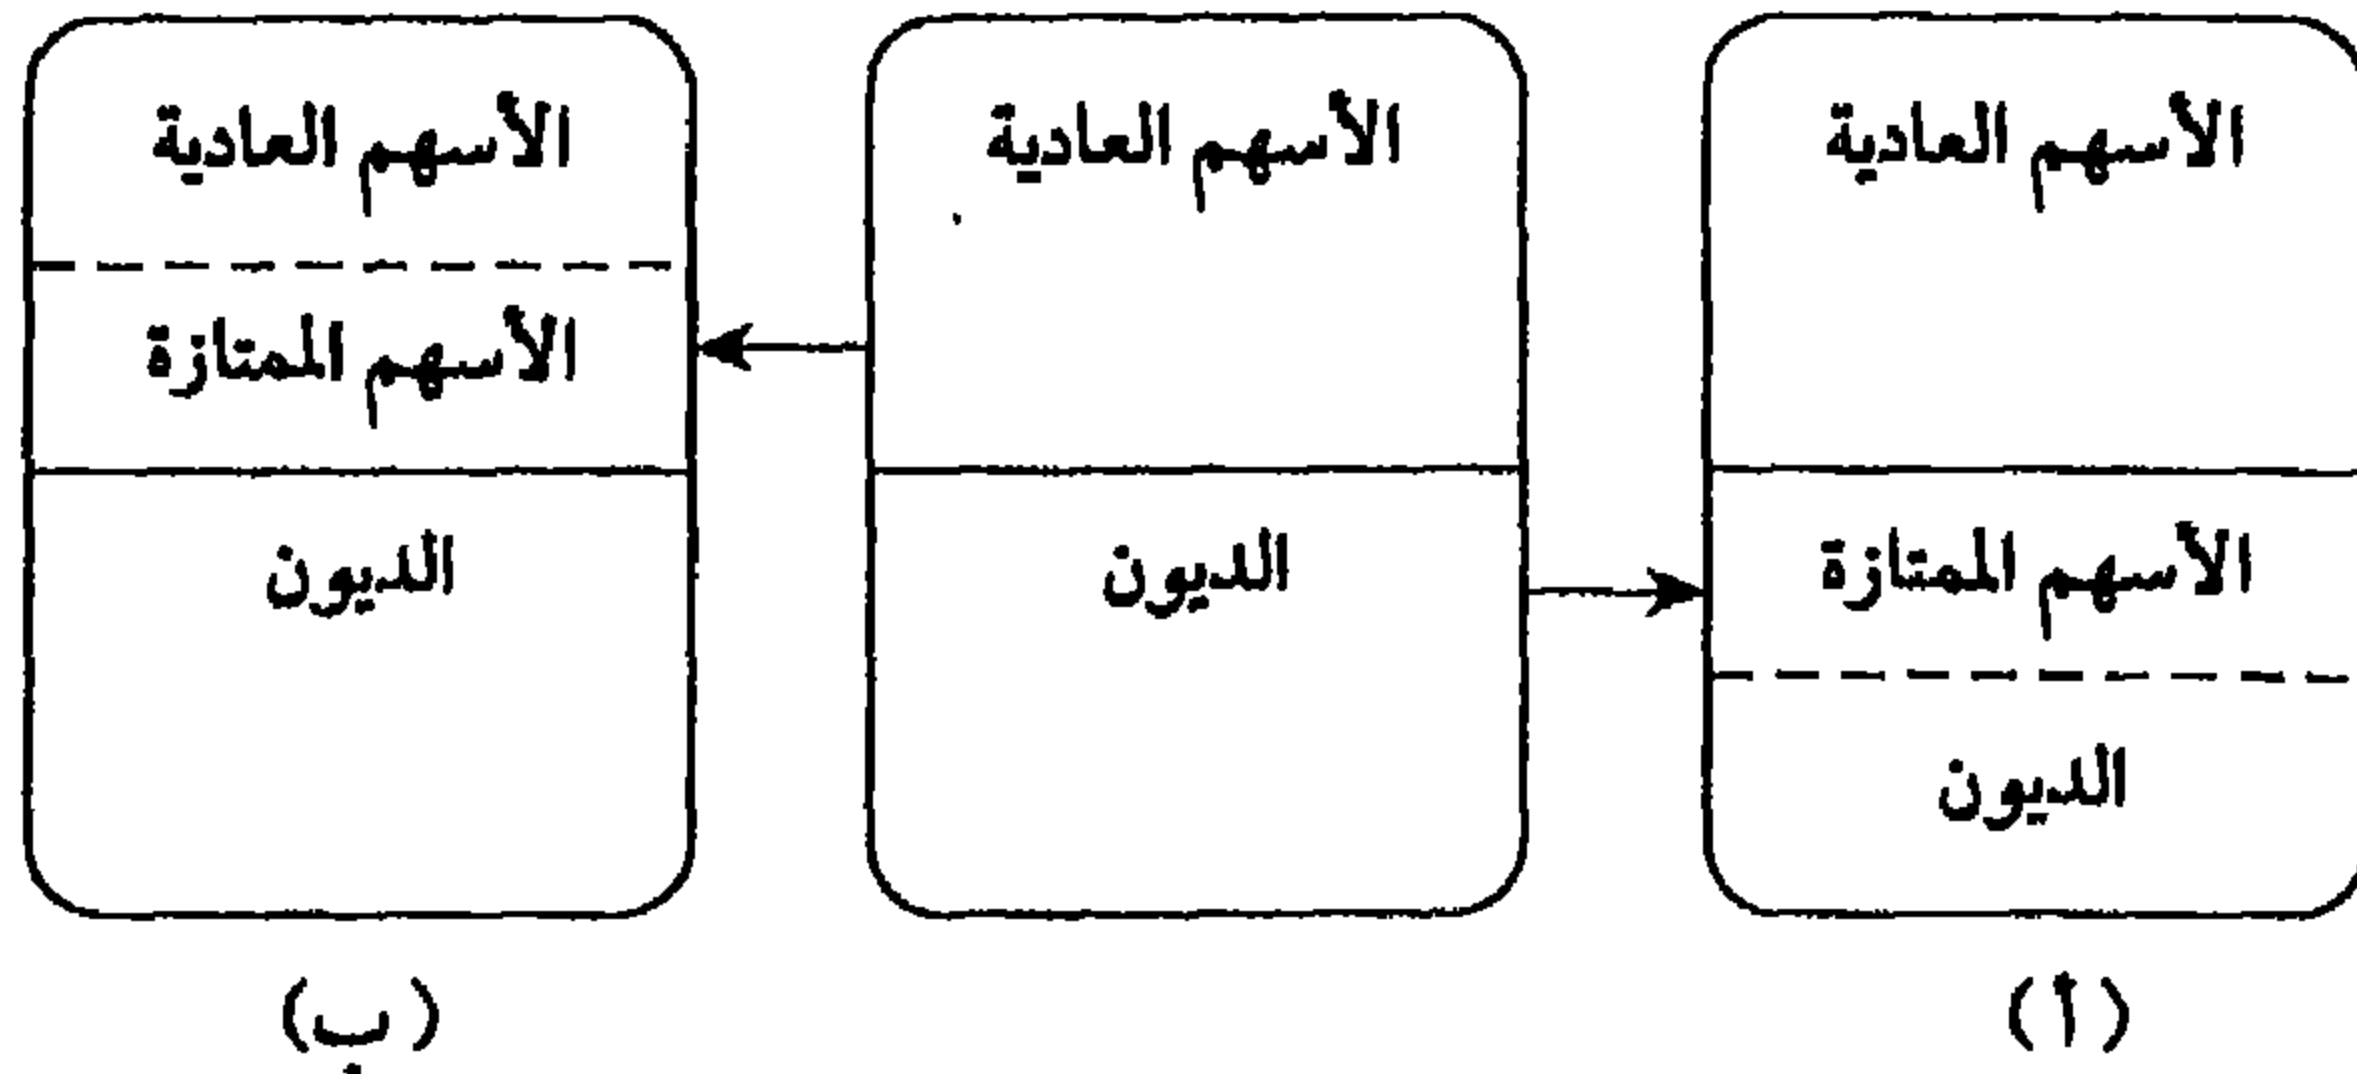 الأسهم العادية
الأسهم الممتازة
الديون
(أ)
الأسهم العادية
الديون
الأسهم العادية
الأسهم الممتازة
الديون
(ب)